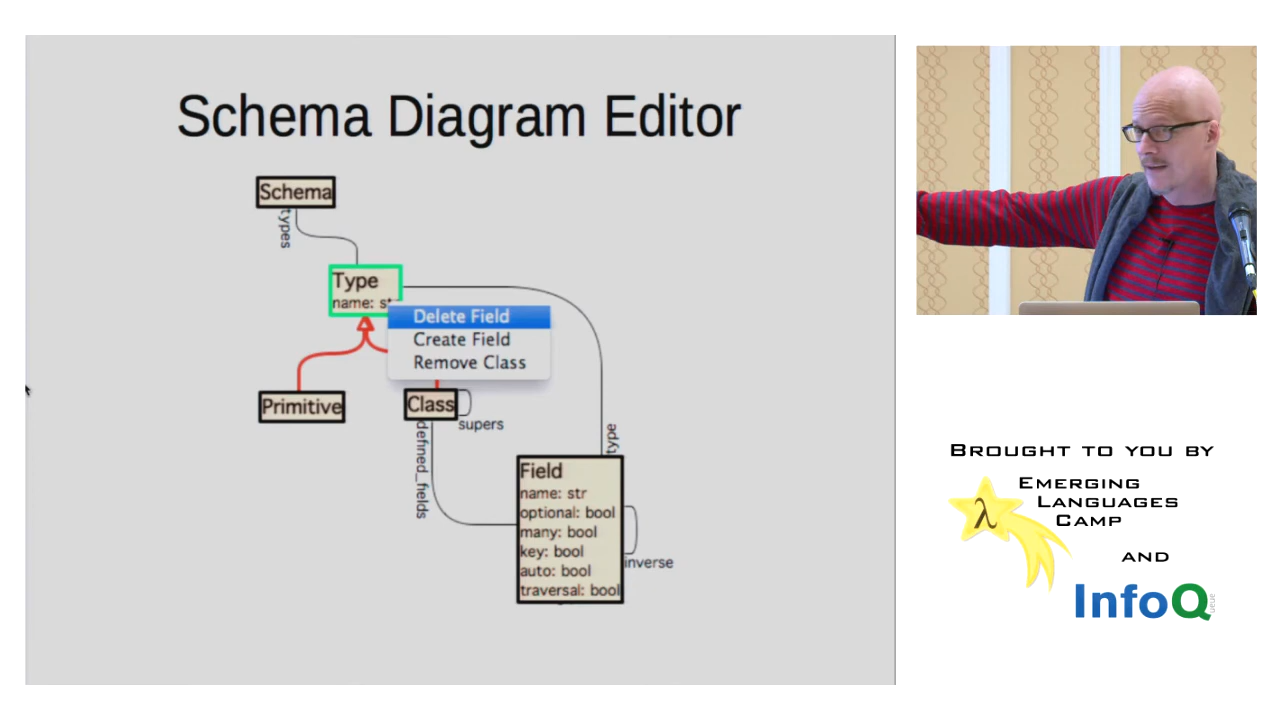 Schema Diagram Editor
Schema
types
Type
name: st
Delete Field
Create Field
Remove Class
Primitive
Class
supers
defined_fields
type
Field
name: str
optional: bool
many: bool
key: bool
auto: bool
traversal: bool
inverse
BROUGHT TO YOU BY
EMERGING
LANGUAGES
CAMP
λ
AND
InfoQ
ueue